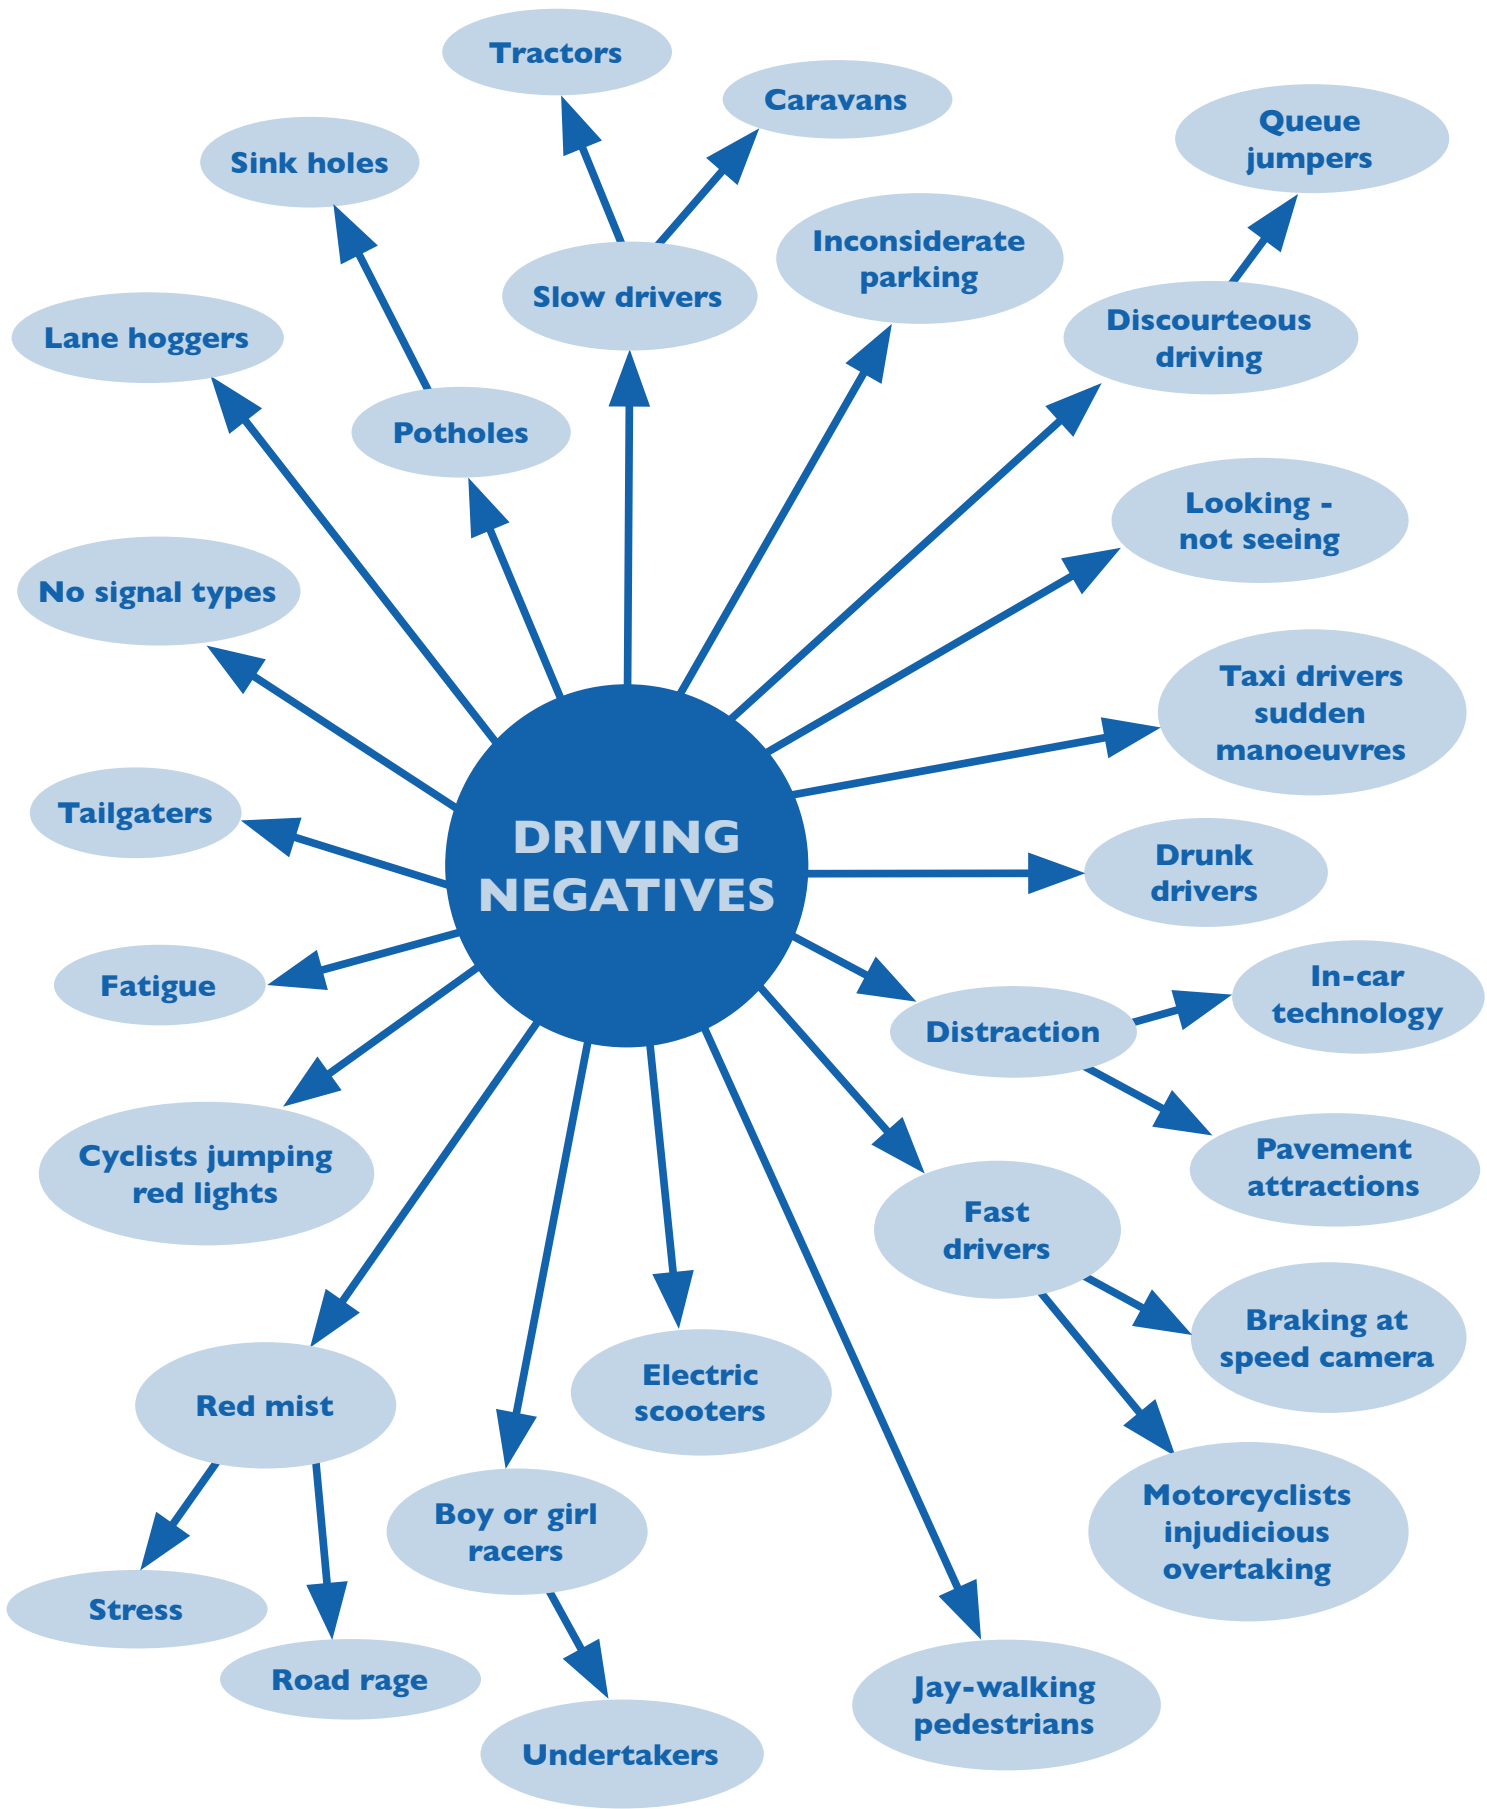 Tractors
Caravans
Queue
jumpers
Sink holes
Inconsiderate
parking
Slow drivers
Discourteous
driving
Lane hoggers
Potholes
Looking -
not seeing
No signal types
Taxi drivers
sudden
manoeuvres
Tailgaters
DRIVING
NEGATIVES
Drunk
drivers
Fatigue
Distraction
In-car
technology
Cyclists jumping
red lights
Pavement
attractions
Fast
drivers
Braking at
speed camera
Red mist
Electric
scooters
Boy or girl
racers
Motorcyclists
injudicious
overtaking
Stress
Road rage
Undertakers
Jay-walking
pedestrians